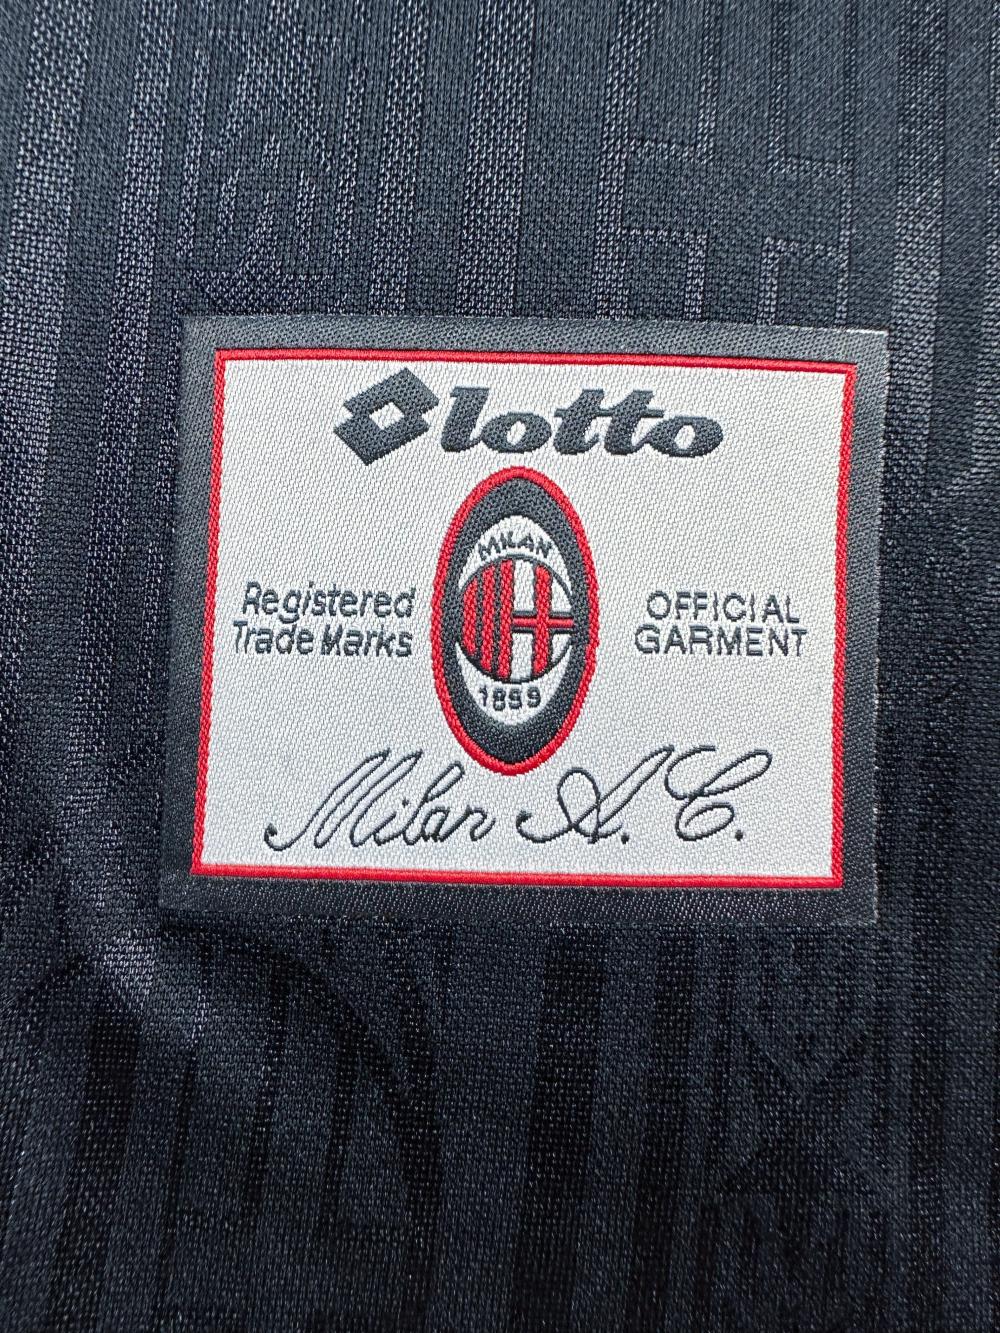 lotto
MILAN
Registered
Trade Marks
OFFICIAL
GARMENT
1899
Milan A.C.